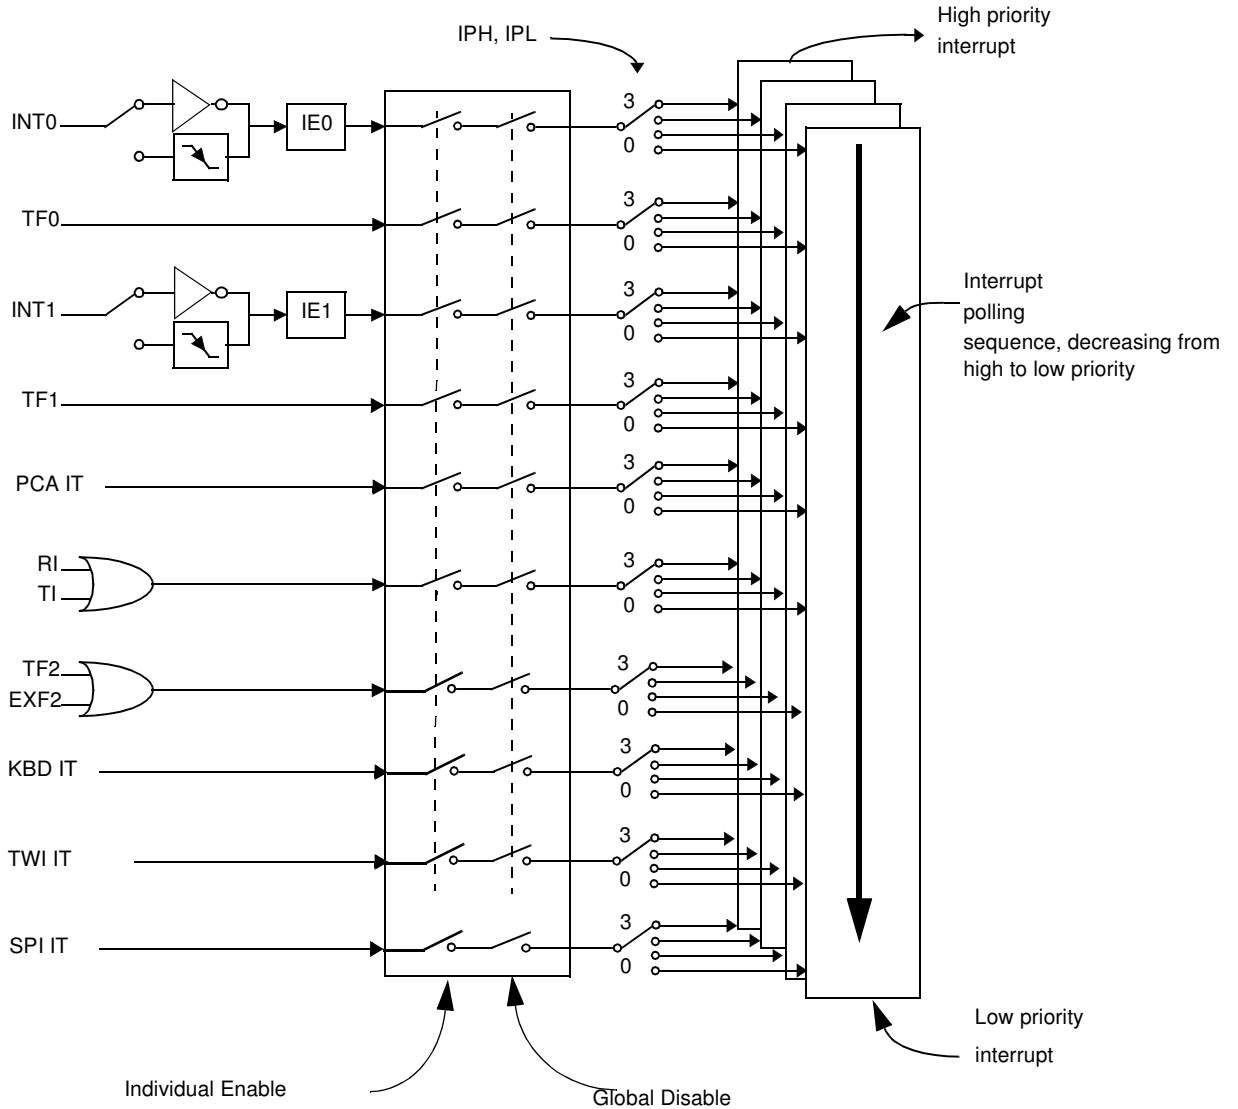 High priority
interrupt
IPH, IPL
INT0
IE0
3
0
TF0
3
0
INT1
IE1
3
0
Interrupt
polling
sequence, decreasing from
high to low priority
TF1
3
0
PCA IT
3
0
RI
TI
3
0
TF2
EXF2
3
0
KBD IT
3
0
TWI IT
3
0
SPI IT
3
0
Low priority
interrupt
Individual Enable
Global Disable